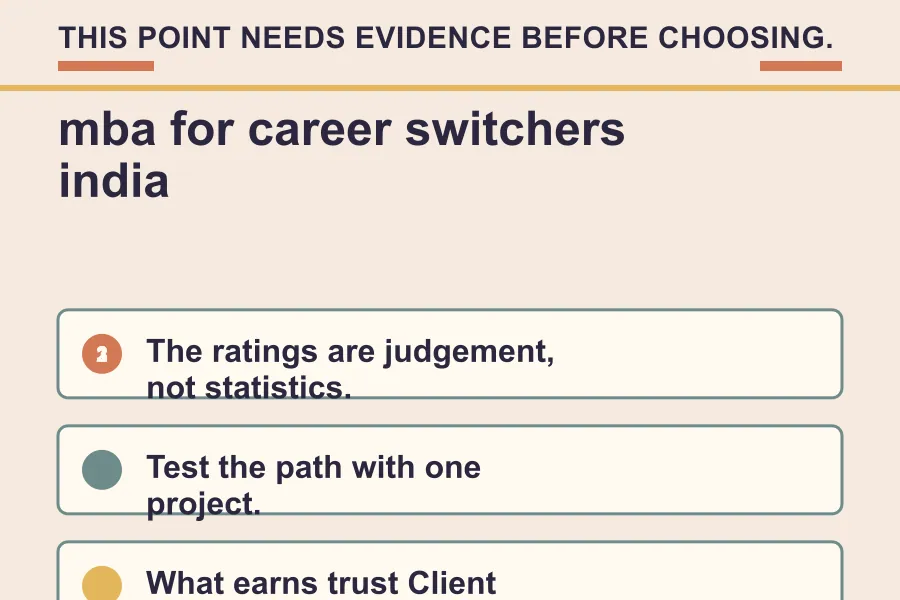 THIS POINT NEEDS EVIDENCE BEFORE CHOOSING.
mba for career switchers
india
The ratings are judgement,
not statistics.
Test the path with one
project.
What earns trust Client